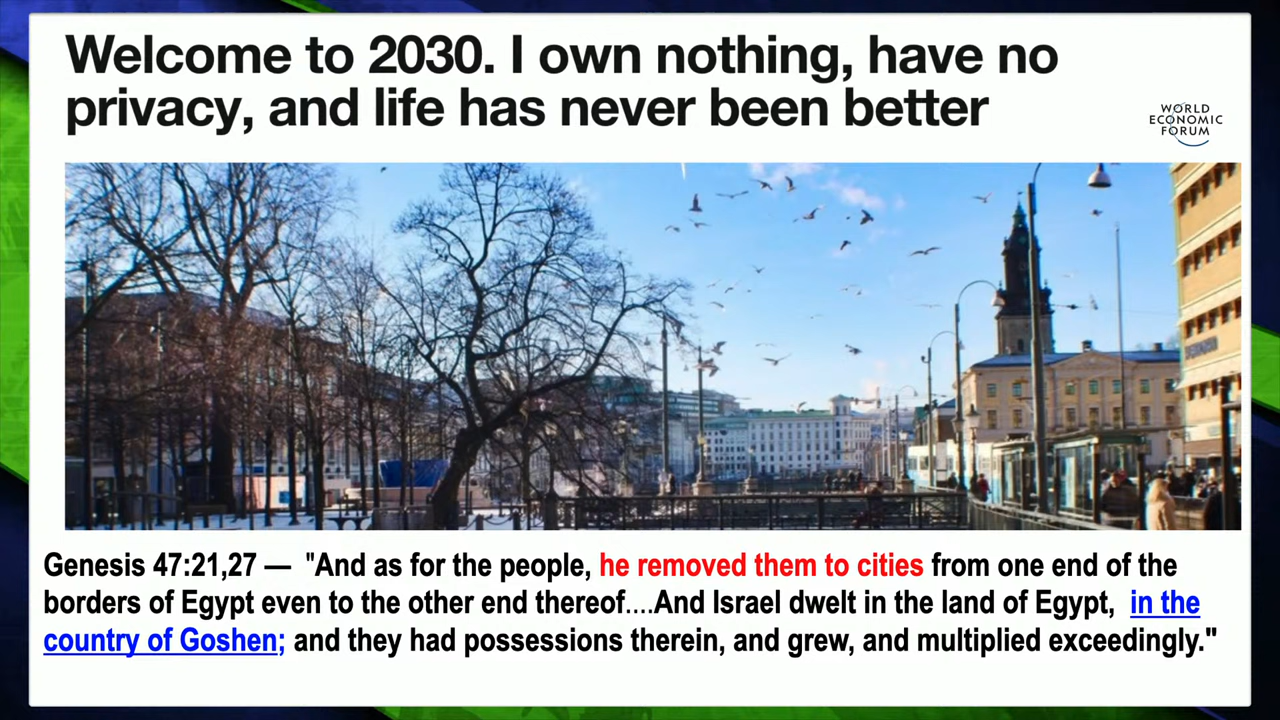 Welcome to 2030. I own nothing, have no
privacy, and life has never been better
WORLD
ECONOMIC
FORUM
Genesis 47:21,27 — "And as for the people, he removed them to cities from one end of the
borders of Egypt even to the other end thereof....And Israel dwelt in the land of Egypt, in the
country of Goshen; and they had possessions therein, and grew, and multiplied exceedingly."